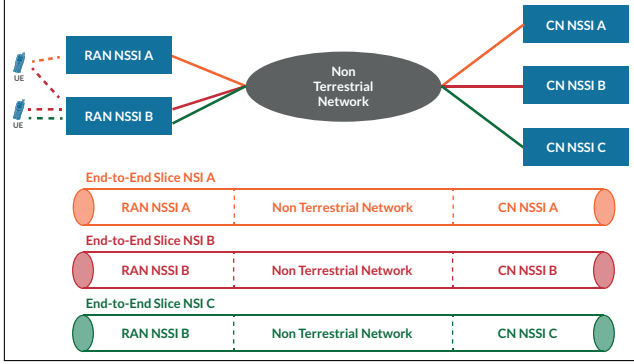 RAN NSSI A
CN NSSI A
UE
Non
Terrestrial
Network
CN NSSI B
RAN NSSI B
UE
CN NSSI C
End-to-End Slice NSI A
RAN NSSI A Non Terrestrial Network CN NSSI A
End-to-End Slice NSI B
RAN NSSI B Non Terrestrial Network CN NSSI B
End-to-End Slice NSI C
RAN NSSI B Non Terrestrial Network CN NSSI C